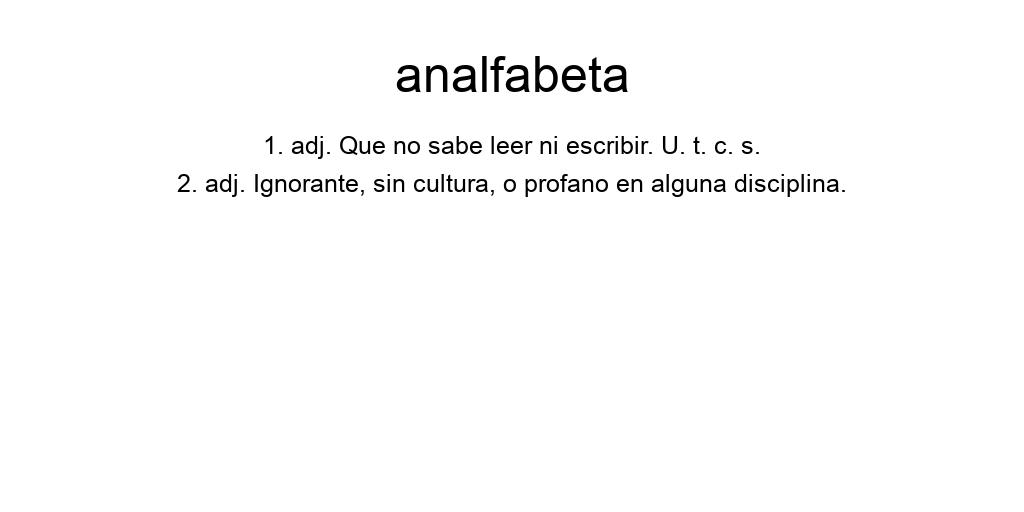 analfabeta
1. adj. Que no sabe leer ni escribir. U. t. c. s.
2. adj. Ignorante, sin cultura, o profano en alguna disciplina.